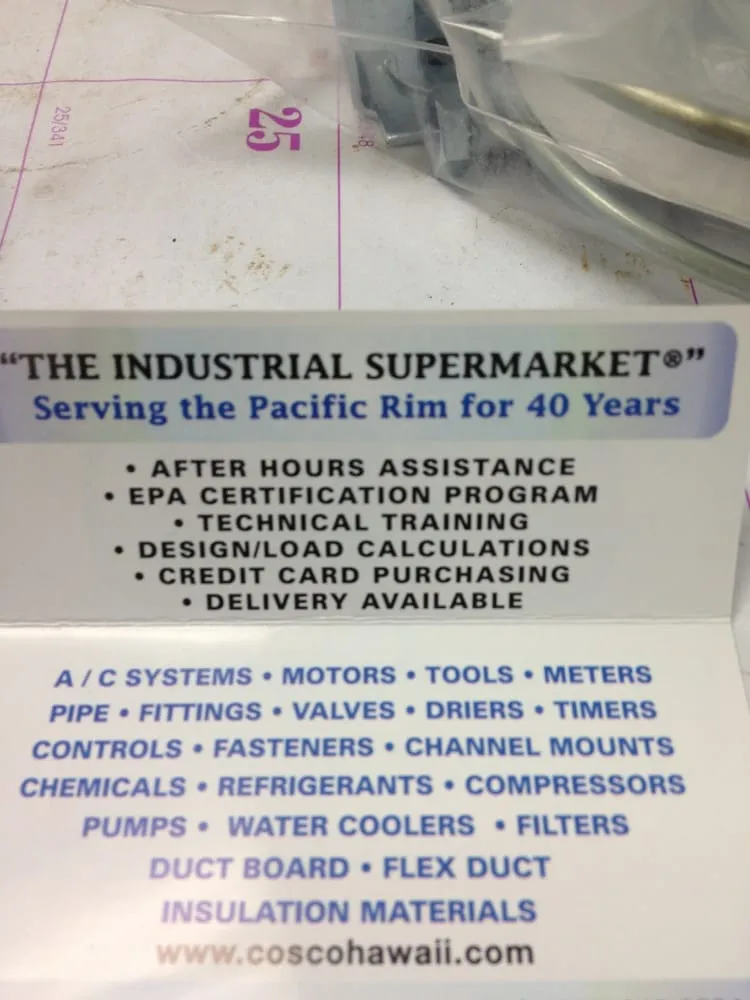 25/341
25
"THE INDUSTRIAL SUPERMARKET®"
Serving the Pacific Rim for 40 Years
• AFTER HOURS ASSISTANCE
• EPA CERTIFICATION PROGRAM
• TECHNICAL TRAINING
• DESIGN/LOAD CALCULATIONS
• CREDIT CARD PURCHASING
• DELIVERY AVAILABLE
A / C SYSTEMS • MOTORS • TOOLS • METERS
PIPE • FITTINGS • VALVES • DRIERS • TIMERS
CONTROLS • FASTENERS • CHANNEL MOUNTS
CHEMICALS • REFRIGERANTS • COMPRESSORS
PUMPS • WATER COOLERS • FILTERS
DUCT BOARD • FLEX DUCT
INSULATION MATERIALS
www.coscohawaii.com